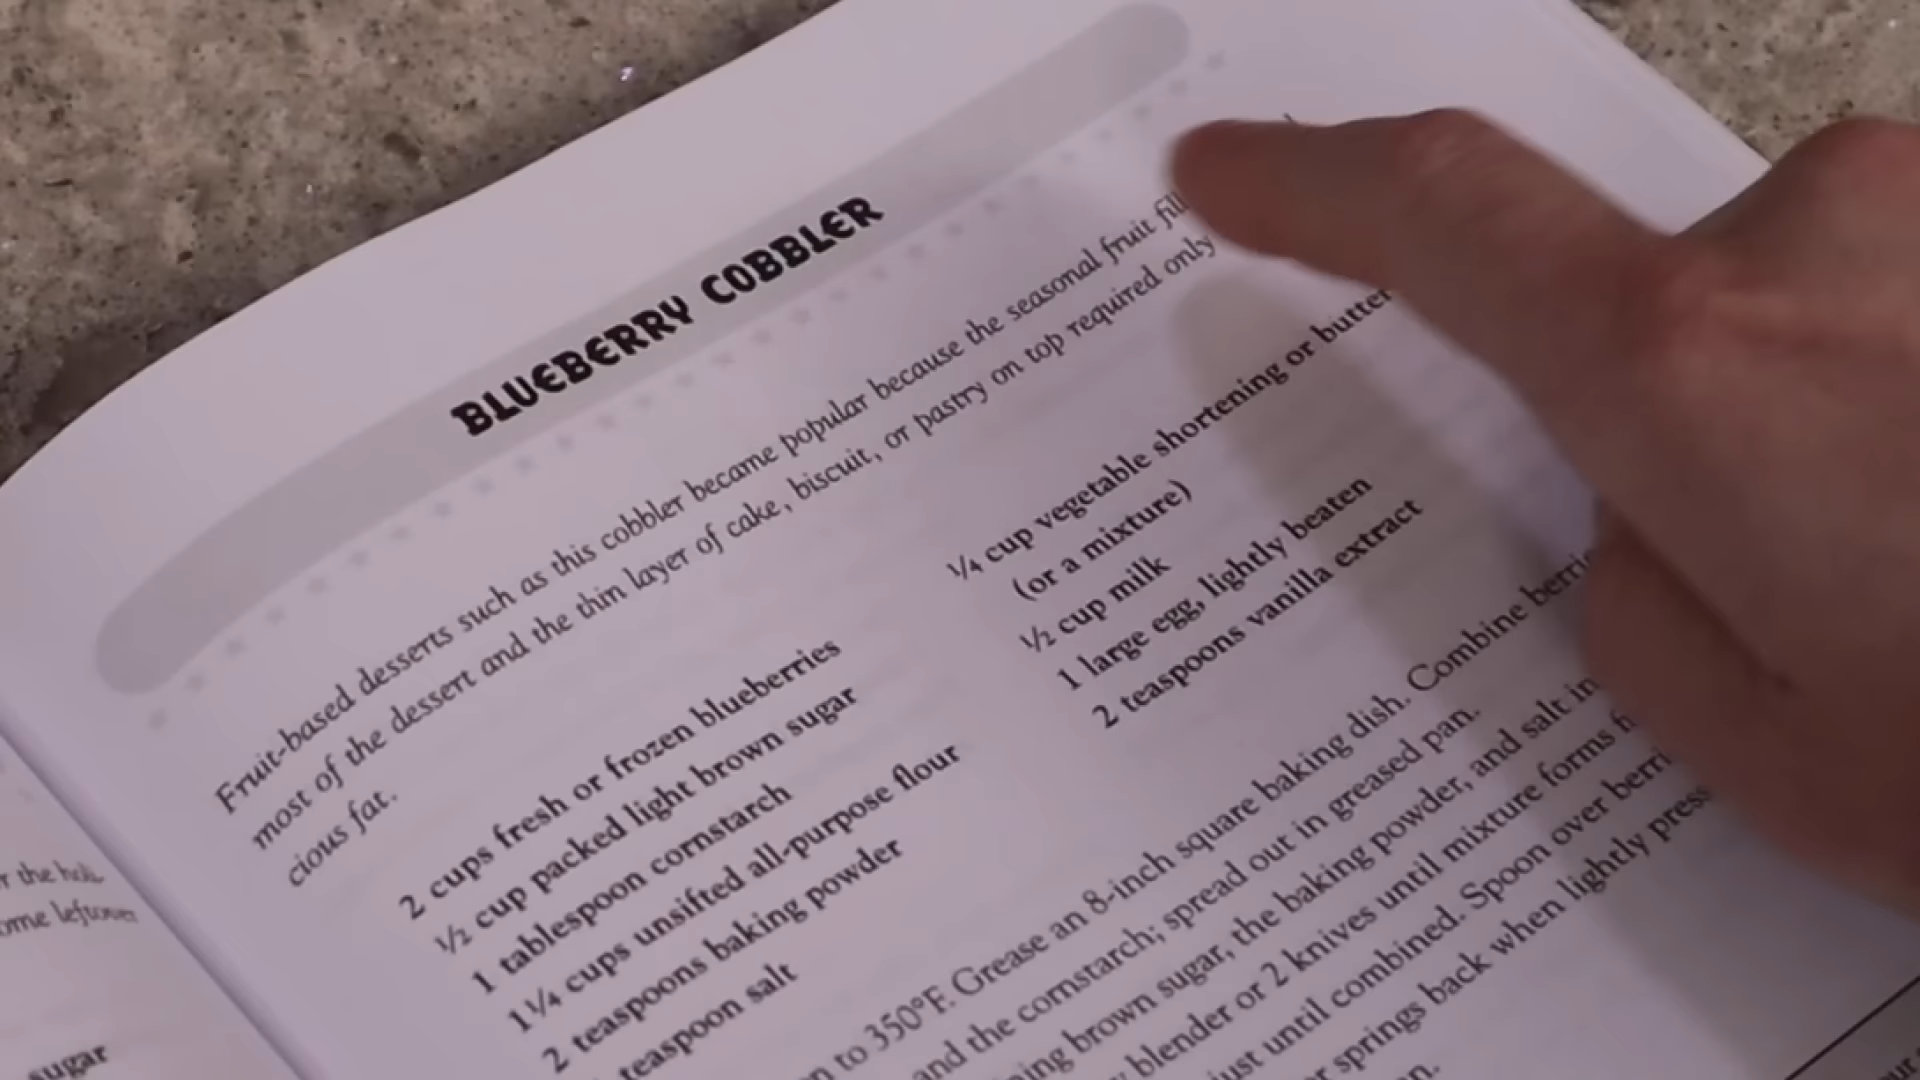 BLUEBERRY COBBLER
Fruit-based desserts such as this cobbler became popular because the seasonal fruit
most of the dessert and the thin layer of cake, biscuit, or pastry on top required only
cious fat.
2 cups fresh or frozen blueberries
1/2 cup packed light brown sugar
1 tablespoon cornstarch
1 1/4 cups unsifted all-purpose flour
2 teaspoons baking powder
teaspoon salt
1/4 cup vegetable shortening or butter
(or a mixture)
1/2 cup milk
1 large egg, lightly beaten
2 teaspoons vanilla extract
to 350°F. Grease an 8-inch square baking dish. Combine
and the cornstarch; spread out in greased pan.
brown sugar, the baking powder, and salt
blender or 2 knives until mixture forms
just until combined. Spoon over
springs back when lightly
the
leftover
sugar